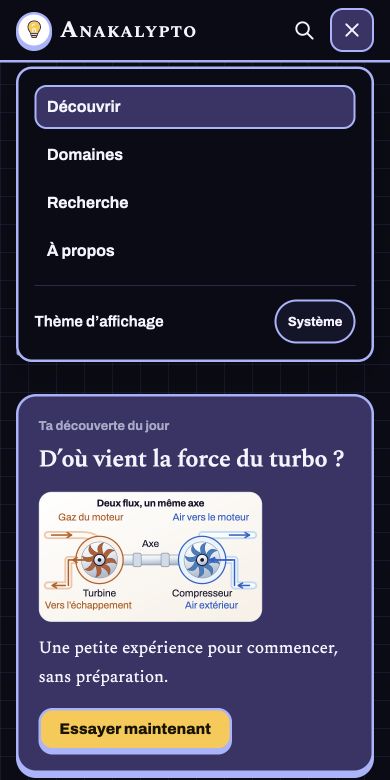 Anakalypto
Découvrir
Domaines
Recherche
À propos
Thème d’affichage
Système
Ta découverte du jour
D’où vient la force du turbo ?
Deux flux, un même axe
Gaz du moteur
Air vers le moteur
Axe
Turbine
Compresseur
Vers l’échappement
Air extérieur
Une petite expérience pour commencer,
sans préparation.
Essayer maintenant